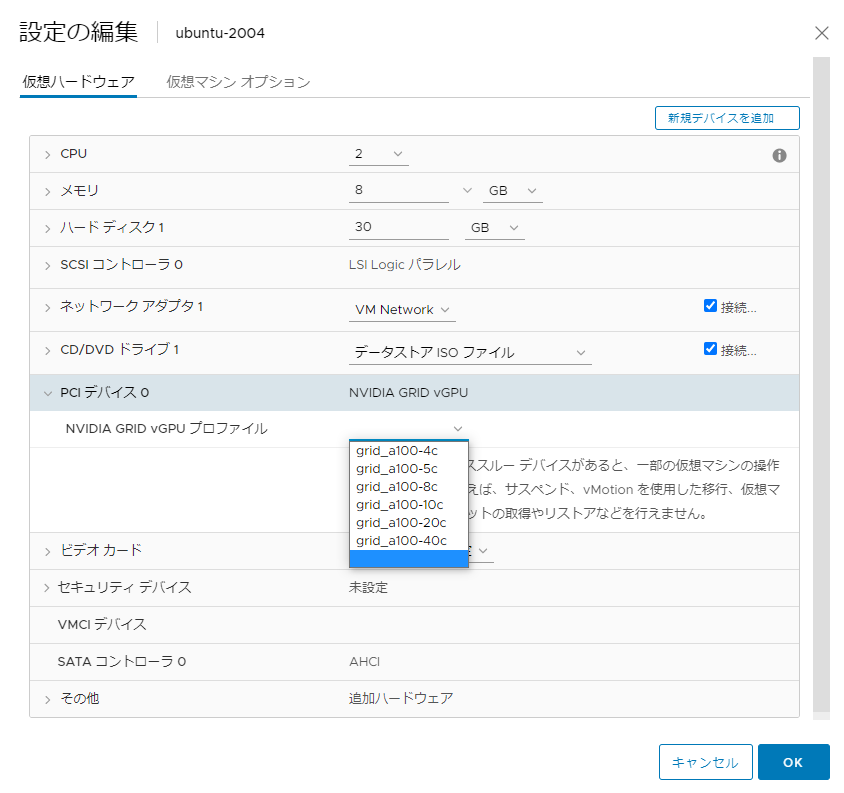 設定の編集 ubuntu-2004
仮想ハードウェア 仮想マシン オプション
新規デバイスを追加
CPU 2
メモリ 8 GB
ハード ディスク 1 30 GB
SCSI コントローラ 0 LSI Logic パラレル
ネットワーク アダプタ 1 VM Network 接続...
CD/DVD ドライブ 1 データストア ISO ファイル 接続...
PCI デバイス 0 NVIDIA GRID vGPU
NVIDIA GRID vGPU プロファイル
grid_a100-4c
grid_a100-5c
grid_a100-8c
grid_a100-10c
grid_a100-20c
grid_a100-40c
ススルー デバイスがあると、一部の仮想マシンの操作
えば、サスペンド、vMotion を使用した移行、仮想マ
ットの取得やリストアなどを行えません。
ビデオ カード
セキュリティ デバイス 未設定
VMCI デバイス
SATA コントローラ 0 AHCI
その他 追加ハードウェア
キャンセル OK